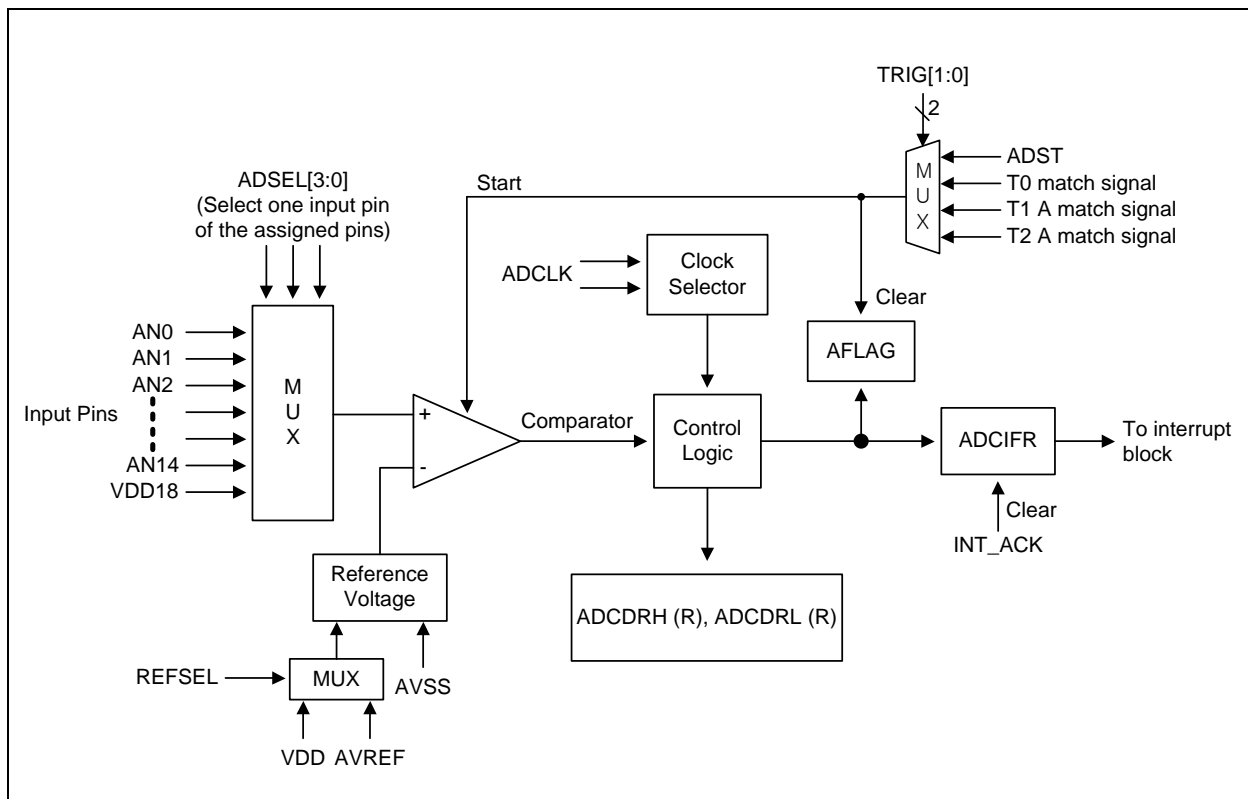 TRIG[1:0]
2
ADST
T0 match signal
T1 A match signal
T2 A match signal
MUX
Start
Clear
ADSEL[3:0]
(Select one input pin
of the assigned pins)
ADCLK
Clock
Selector
AFLAG
Input Pins
AN0
AN1
AN2
AN14
VDD18
MUX
+
-
Comparator
Control
Logic
ADCIFR
To interrupt
block
Clear
INT_ACK
Reference
Voltage
ADCDRH (R), ADCDRL (R)
REFSEL
MUX
AVSS
VDD
AVREF